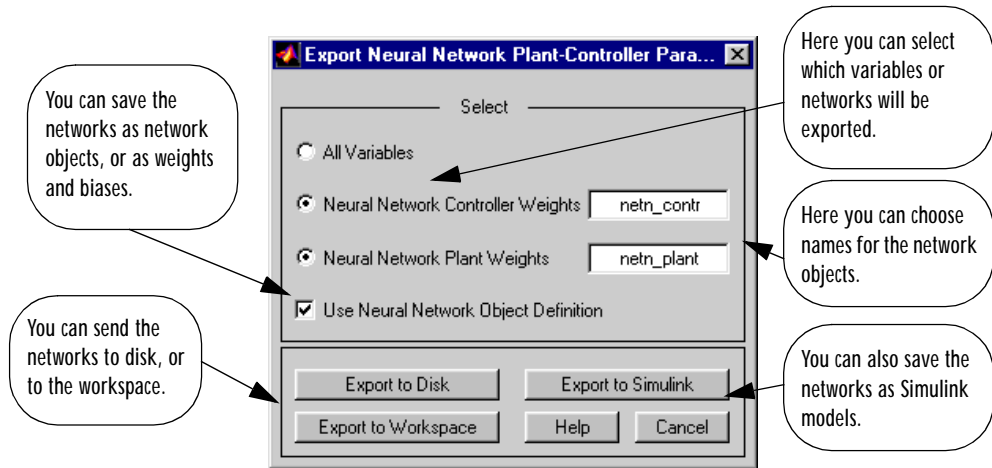 Export Neural Network Plant-Controller Para...
Select
All Variables
Neural Network Controller Weights
netn_contr
Neural Network Plant Weights
netn_plant
Use Neural Network Object Definition
Export to Disk
Export to Simulink
Export to Workspace
Help
Cancel
You can save the
networks as network
objects, or as weights
and biases.
You can send the
networks to disk, or
to the workspace.
Here you can select
which variables or
networks will be
exported.
Here you can choose
names for the network
objects.
You can also save the
networks as Simulink
models.